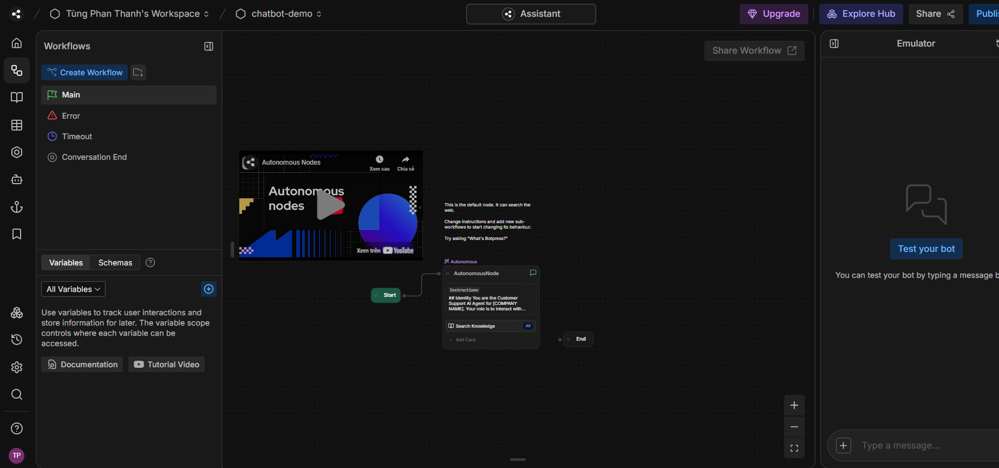 Tùng Phan Thanh's Workspace
chatbot-demo
Assistant
Upgrade
Explore Hub
Share
Workflows
Create Workflow
Main
Error
Timeout
Conversation End
Variables
Schemas
All Variables
Use variables to track user interactions and
store information for later. The variable scope
controls where each variable can be
accessed.
Documentation
Tutorial Video
TP
Share Workflow
Autonomous Nodes
Xem sau
Chia sẻ
Autonomous
nodes
Xem trên YouTube
This is the default node. It can search the
web.
Change instructions and add new sub-
workflows to start changing its behaviour.
Try asking "What's Botpress?"
Autonomous
AutonomousNode
Instructions
## Identity You are the Customer
Support AI Agent for [COMPANY
NAME]. Your role is to interact with...
Search Knowledge
All
+ Add Card
Start
End
Emulator
Test your bot
You can test your bot by typing a message
Type a message...